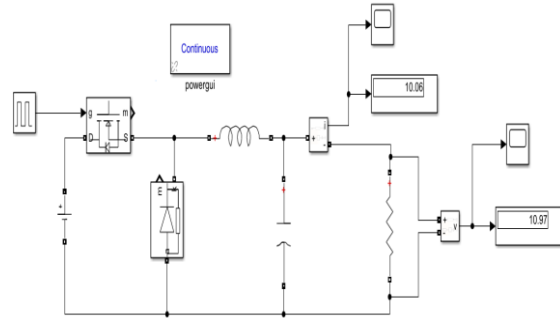 Continuous
powergui
10.06
g m
D S
i
+
-
E
+
-
v
10.97
+